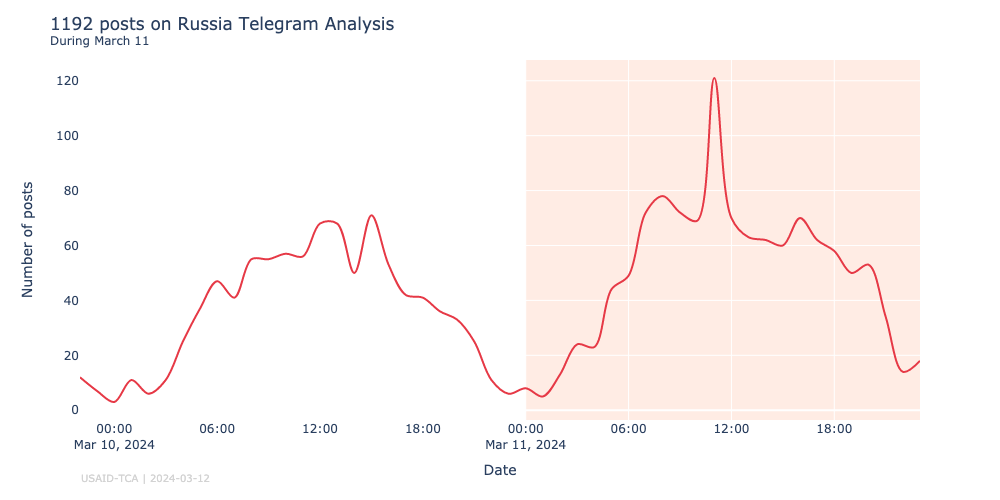 1192 posts on Russia Telegram Analysis
During March 11
Number of posts
120
100
80
60
40
20
0
00:00 06:00 12:00 18:00 00:00 06:00 12:00 18:00
Mar 10, 2024 Mar 11, 2024
Date
USAID-TCA | 2024-03-12